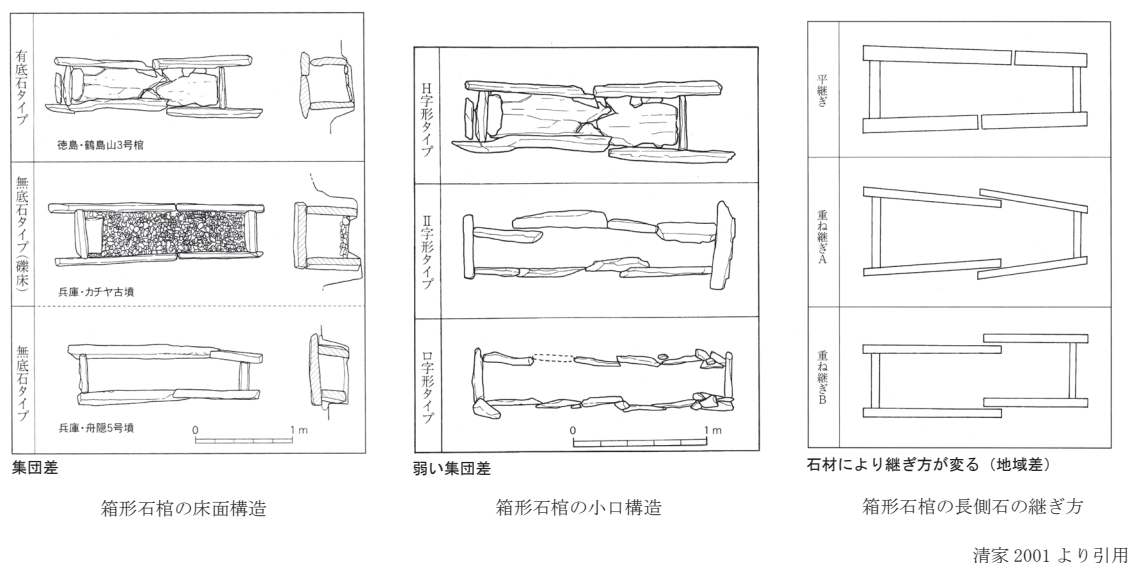 有底石タイプ
徳島・鶴島山3号棺
無底石タイプ(礫床)
兵庫・カチヤ古墳
無底石タイプ
兵庫・舟隠5号墳
0 1m
集団差
箱形石棺の床面構造
H字形タイプ
II字形タイプ
ロ字形タイプ
0 1m
弱い集団差
箱形石棺の小口構造
平継ぎ
重ね継ぎA
重ね継ぎB
石材により継ぎ方が変る(地域差)
箱形石棺の長側石の継ぎ方
清家 2001 より引用